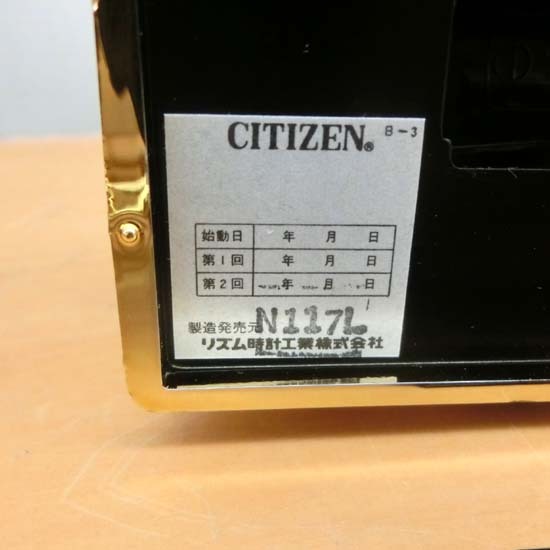 CITIZEN® 8-3
始動日 年 月 日
第1回 年 月 日
第2回 年 月 日
製造発売元 N117L
リズム時計工業株式会社